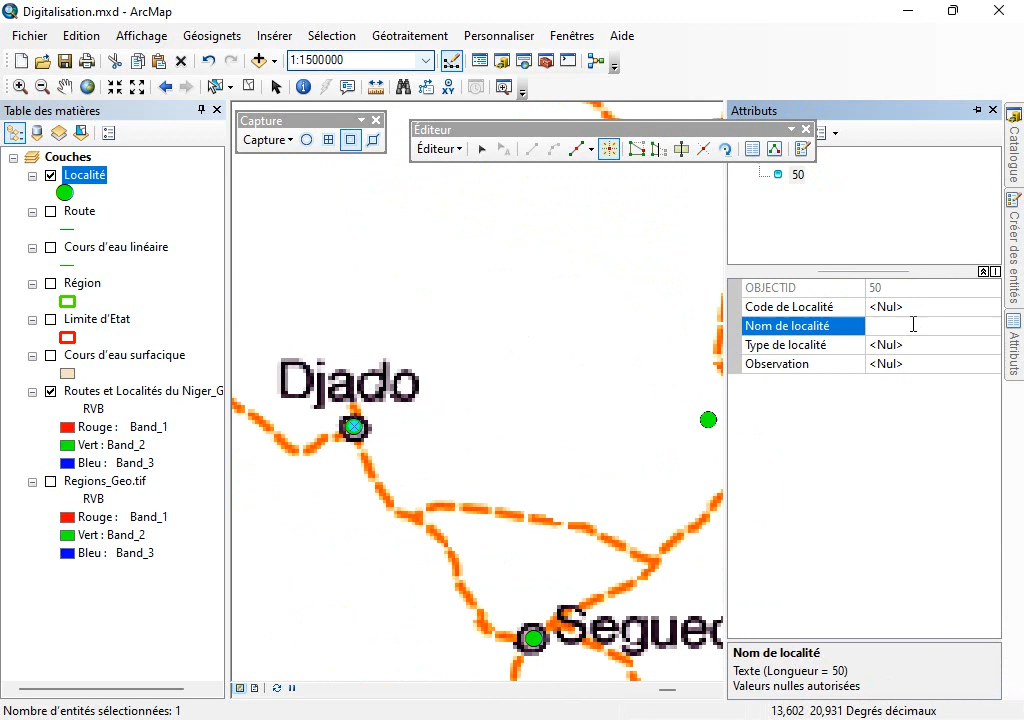 Digitalisation.mxd - ArcMap
Fichier Edition Affichage Géosignets Insérer Sélection Géotraitement Personnaliser Fenêtres Aide
1:1500000
Table des matières
Couches
Localité
Route
Cours d'eau linéaire
Région
Limite d'Etat
Cours d'eau surfacique
Routes et Localités du Niger_G
RVB
Rouge : Band_1
Vert : Band_2
Bleu : Band_3
Regions_Geo.tif
RVB
Rouge : Band_1
Vert : Band_2
Bleu : Band_3
Capture
Capture
Éditeur
Éditeur
Djado
Segued
Attributs
50
OBJECTID 50
Code de Localité <Nul>
Nom de localité
Type de localité <Nul>
Observation <Nul>
Nom de localité
Texte (Longueur = 50)
Valeurs nulles autorisées
Catalogue
Créer des entités
Attributs
Nombre d'entités sélectionnées: 1
13,602 20,931 Degrés décimaux